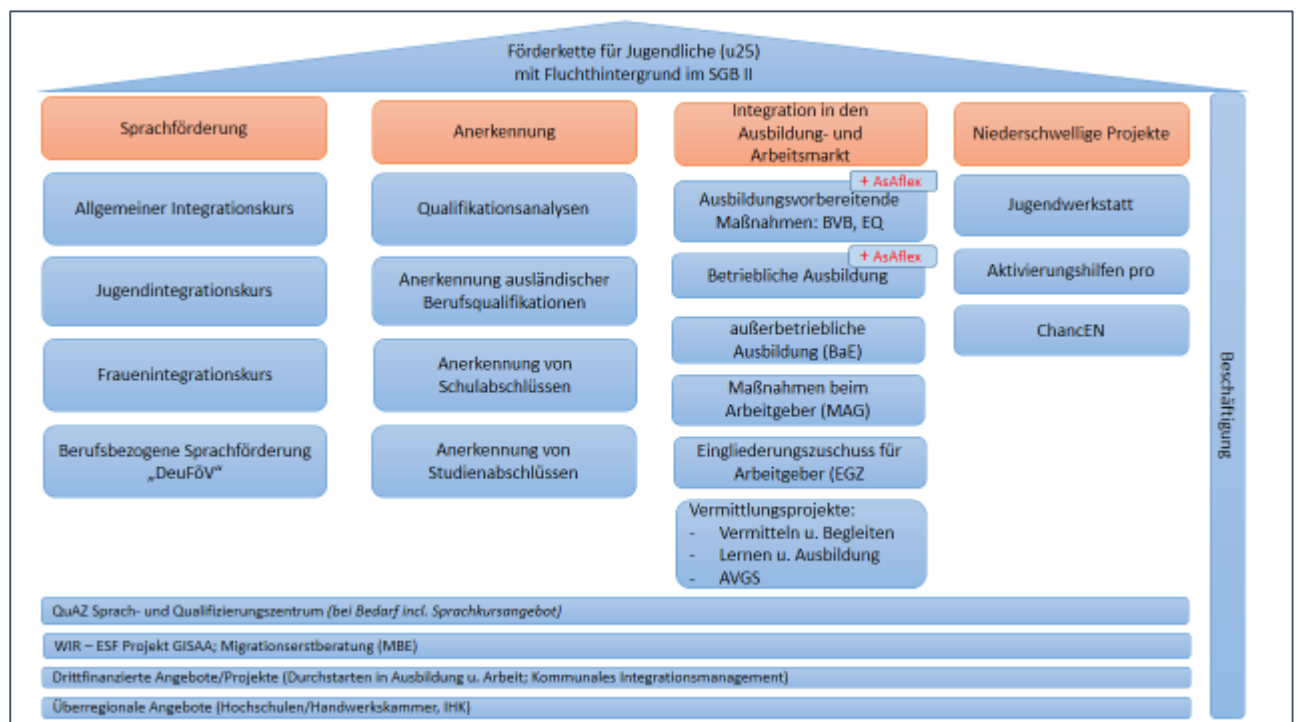 Förderkette für Jugendliche (u25)
mit Fluchthintergrund im SGB II
Sprachförderung
Allgemeiner Integrationskurs
Jugendintegrationskurs
Frauenintegrationskurs
Berufsbezogene Sprachförderung
„DeuFöV“
Anerkennung
Qualifikationsanalysen
Anerkennung ausländischer
Berufsqualifikationen
Anerkennung von
Schulabschlüssen
Anerkennung von
Studienabschlüssen
Integration in den
Ausbildung- und
Arbeitsmarkt
+ AsAflex
Ausbildungsvorbereitende
Maßnahmen: BVB, EQ
+ AsAflex
Betriebliche Ausbildung
außerbetriebliche
Ausbildung (BaE)
Maßnahmen beim
Arbeitgeber (MAG)
Eingliederungszuschuss für
Arbeitgeber (EGZ
Vermittlungsprojekte:
- Vermitteln u. Begleiten
- Lernen u. Ausbildung
- AVGS
Niederschwellige Projekte
Jugendwerkstatt
Aktivierungshilfen pro
ChancEN
Beschäftigung
QuAZ Sprach- und Qualifizierungszentrum (bei Bedarf incl. Sprachkursangebot)
WIR – ESF Projekt GISAA; Migrationserstberatung (MBE)
Drittfinanzierte Angebote/Projekte (Durchstarten in Ausbildung u. Arbeit; Kommunales Integrationsmanagement)
Überregionale Angebote (Hochschulen/Handwerkskammer, IHK)